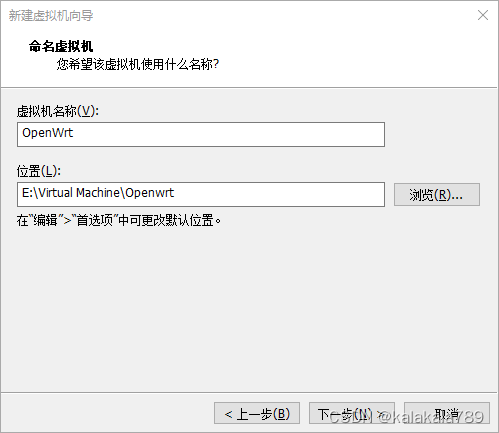 新建虚拟机向导
命名虚拟机
您希望该虚拟机使用什么名称?
虚拟机名称(V):
OpenWrt
位置(L):
E:\Virtual Machine\Openwrt
浏览(R)...
在“编辑”>“首选项”中可更改默认位置。
< 上一步(B)
下一步(N) >
取消
CSDN @kalakala789